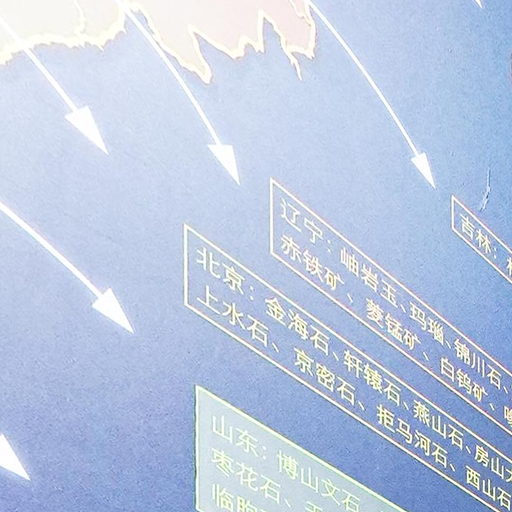 吉林：
辽宁：岫岩玉、玛瑙、锦川石、
赤铁矿、菱锰矿、白钨矿、
北京：金海石、轩辕石、燕山石、房山
上水石、京密石、拒马河石、西山石
山东：博山文石、
枣花石、
临朐